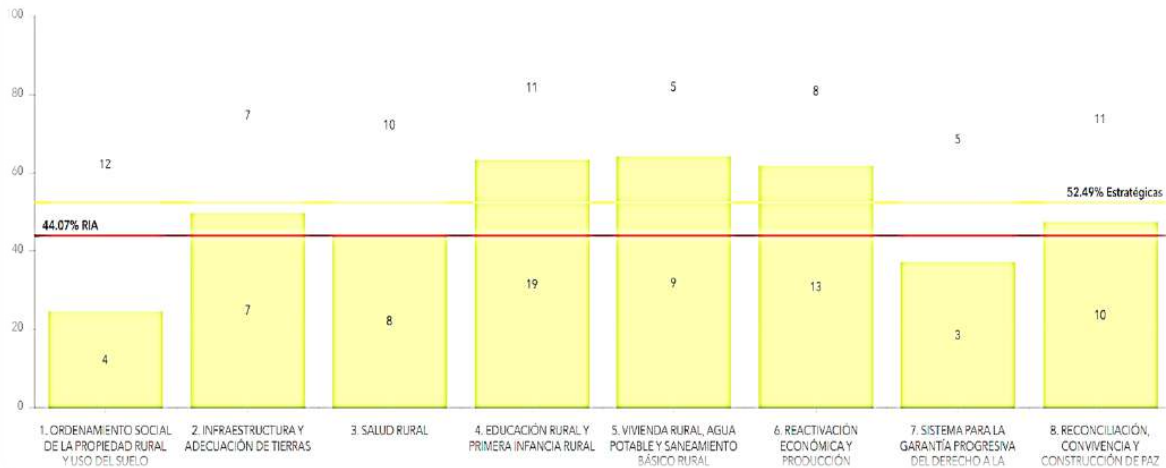 100
80
60
40
20
0
12
7
10
11
5
8
5
11
52.49% Estratégicas
44.07% RIA
4
7
8
19
9
13
3
10
1. ORDENAMIENTO SOCIAL
DE LA PROPIEDAD RURAL
Y USO DEL SUELO
2. INFRAESTRUCTURA Y
ADECUACIÓN DE TIERRAS
3. SALUD RURAL
4. EDUCACIÓN RURAL Y
PRIMERA INFANCIA RURAL
5. VIVIENDA RURAL, AGUA
POTABLE Y SANEAMIENTO
BÁSICO RURAL
6. REACTIVACIÓN
ECONÓMICA Y
PRODUCCIÓN
7. SISTEMA PARA LA
GARANTÍA PROGRESIVA
DEL DERECHO A LA
8. RECONCILIACIÓN,
CONVIVENCIA Y
CONSTRUCCIÓN DE PAZ